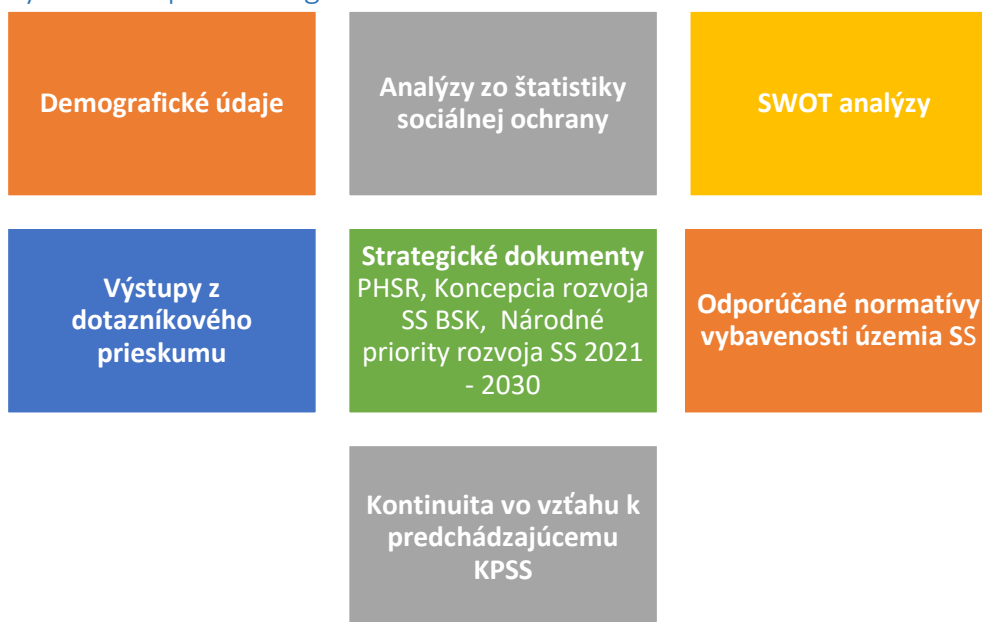 Demografické údaje
Analýzy zo štatistiky
sociálnej ochrany
SWOT analýzy
Výstupy z
dotazníkového
prieskumu
Strategické dokumenty
PHSR, Koncepcia rozvoja
SS BSK, Národné
priority rozvoja SS 2021
- 2030
Odporúčané normatívy
vybavenosti územia SS
Kontinuita vo vzťahu k
predchádzajúcemu
KPSS